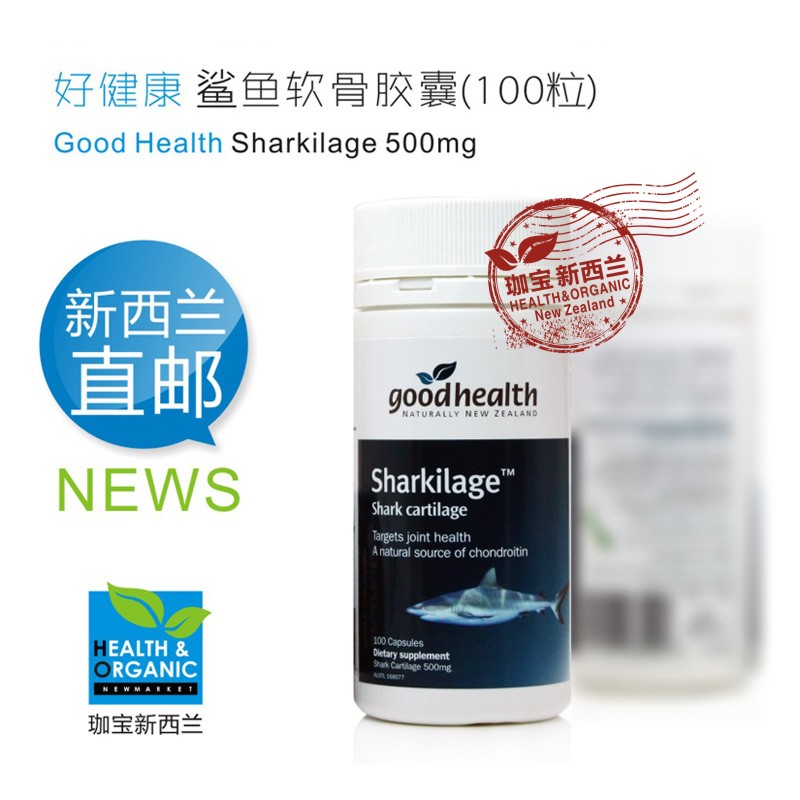 好健康 鲨鱼软骨胶囊(100粒)
Good Health Sharkilage 500mg
珈宝新西兰
HEALTH&ORGANIC
New Zealand
新西兰
直邮
NEWS
goodhealth
NATURALLY NEW ZEALAND
Sharkilage™
Shark cartilage
Targets joint health
A natural source of chondroitin
100 Capsules
Dietary supplement
Shark Cartilage 500mg
AUSTL 168077
HEALTH &
ORGANIC
NEWMARKET
珈宝新西兰